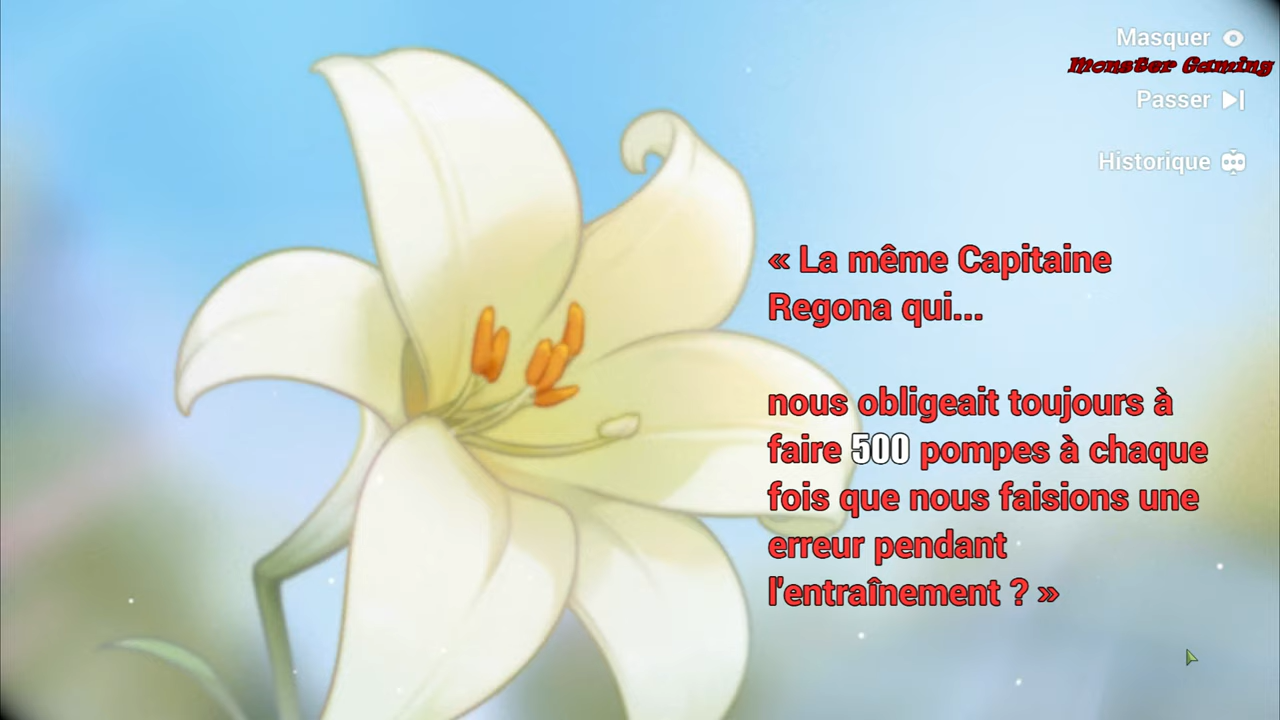 Masquer
Monster Gaming
Passer
Historique
« La même Capitaine
Regona qui...
nous obligeait toujours à
faire 500 pompes à chaque
fois que nous faisions une
erreur pendant
l'entraînement ? »